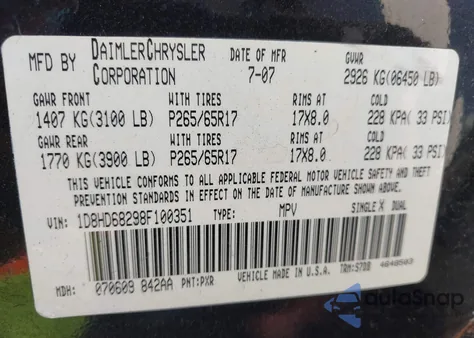 MFD BY DAIMLERCHRYSLER CORPORATION DATE OF MFR 7-07 GVWR 2926 KG(06450 LB)
GAWR FRONT WITH TIRES RIMS AT COLD
1407 KG(3100 LB) P265/65R17 17X8.0 228 KPA( 33 PSI)
GAWR REAR WITH TIRES RIMS AT COLD
1770 KG(3900 LB) P265/65R17 17X8.0 228 KPA( 33 PSI)
THIS VEHICLE CONFORMS TO ALL APPLICABLE FEDERAL MOTOR VEHICLE SAFETY AND THEFT
PREVENTION STANDARDS IN EFFECT ON THE DATE OF MANUFACTURE SHOWN ABOVE.
VIN: 1D8HD68298F100351 TYPE: MPV SINGLE X DUAL
MDH: 070609 842AA PNT: PXR VEHICLE MADE IN U.S.A. TRM:S7DB
autoSnap